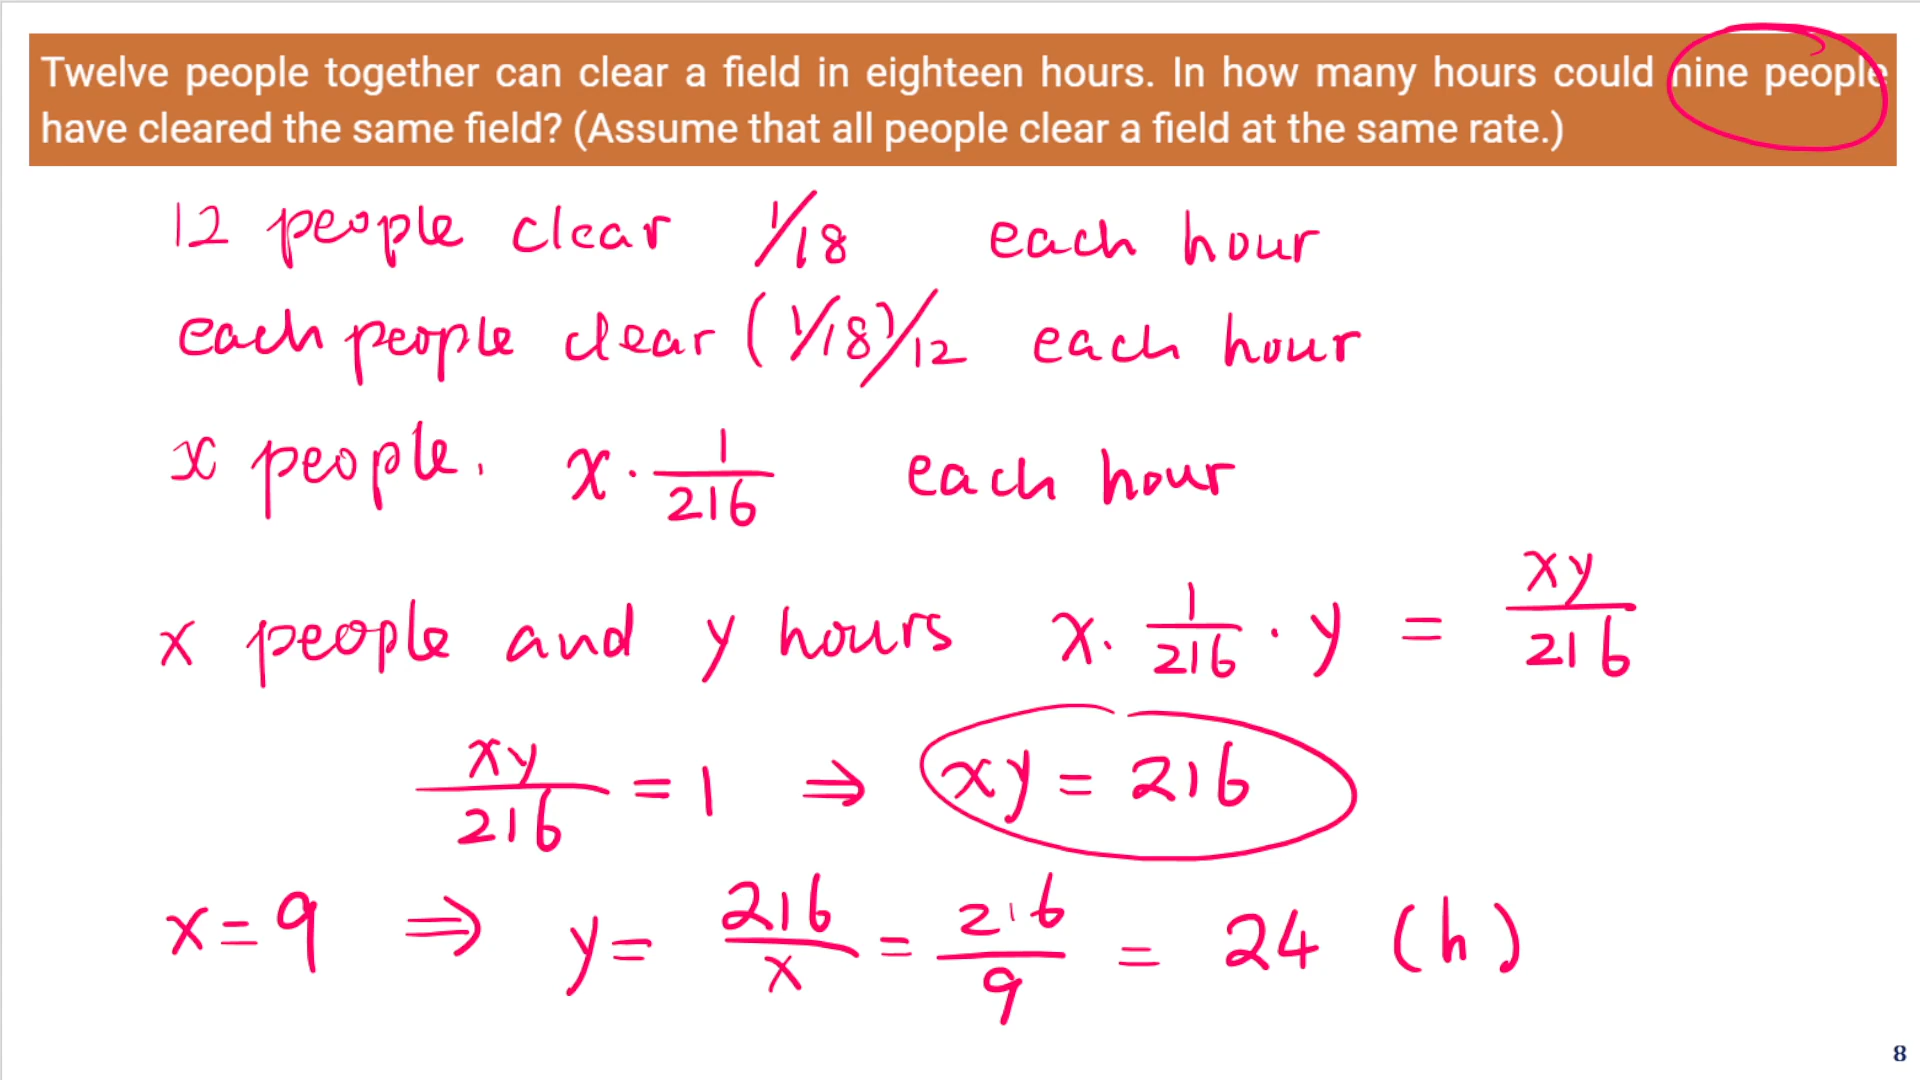 Twelve people together can clear a field in eighteen hours. In how many hours could nine people
have cleared the same field? (Assume that all people clear a field at the same rate.)
12 people clear 1/18 each hour
each people clear (1/18)/12 each hour
x people. x · 1/216 each hour
x people and y hours x · 1/216 · y = xy/216
xy/216 = 1 ⇒ xy = 216
x = 9 ⇒ y = 216/x = 216/9 = 24 (h)
8